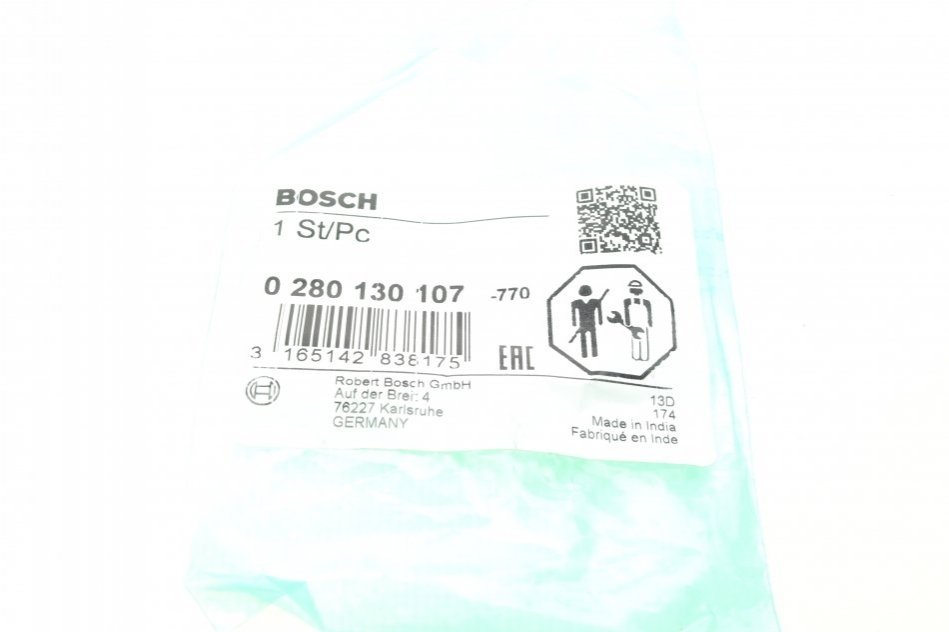 BOSCH
1 St/Pc
0 280 130 107 -770
3 165142 838175
EAC
Robert Bosch GmbH
Auf der Brei: 4
76227 Karlsruhe
GERMANY
13D
174
Made in India
Fabriqué en Inde